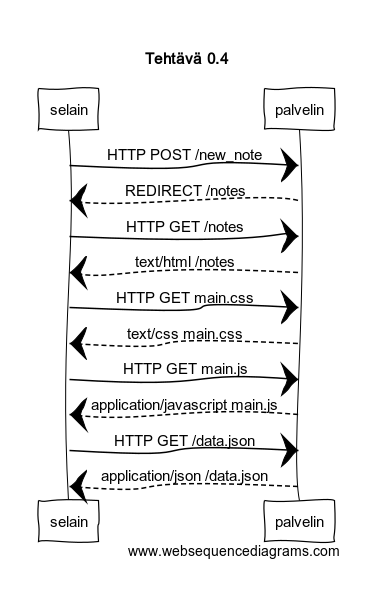 Tehtävä 0.4
selain palvelin
HTTP POST /new_note
REDIRECT /notes
HTTP GET /notes
text/html /notes
HTTP GET main.css
text/css main.css
HTTP GET main.js
application/javascript main.js
HTTP GET /data.json
application/json /data.json
selain palvelin
www.websequencediagrams.com